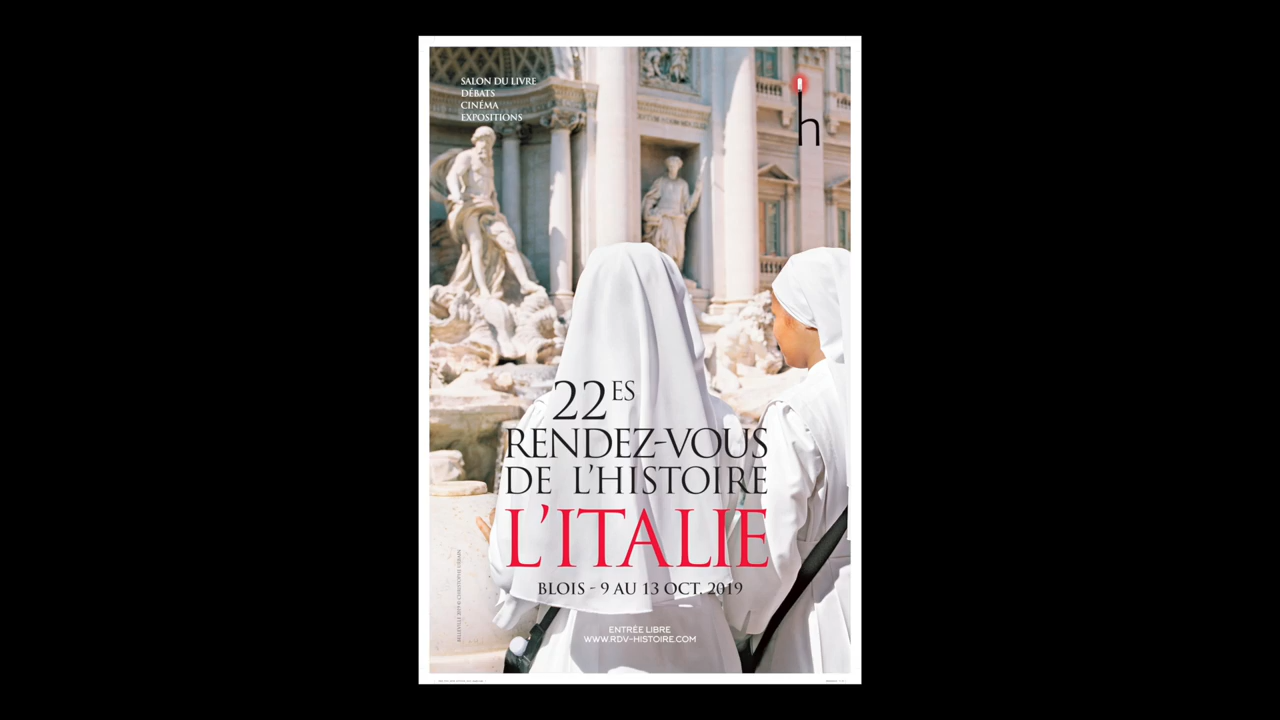 SALON DU LIVRE
DÉBATS
CINÉMA
EXPOSITIONS
h
22ES
RENDEZ-VOUS
DE L'HISTOIRE
L'ITALIE
BLOIS - 9 AU 13 OCT. 2019
ENTRÉE LIBRE
WWW.RDV-HISTOIRE.COM